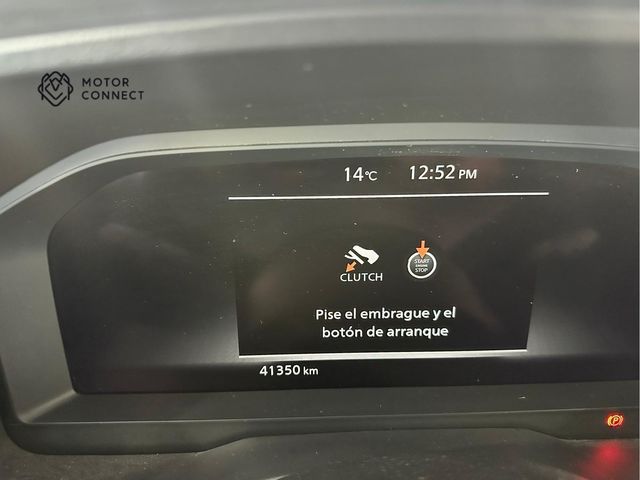 MOTOR
CONNECT
14°C 12:52 PM
CLUTCH
START
ENGINE
STOP
Pise el embrague y el
botón de arranque
41350 km
P